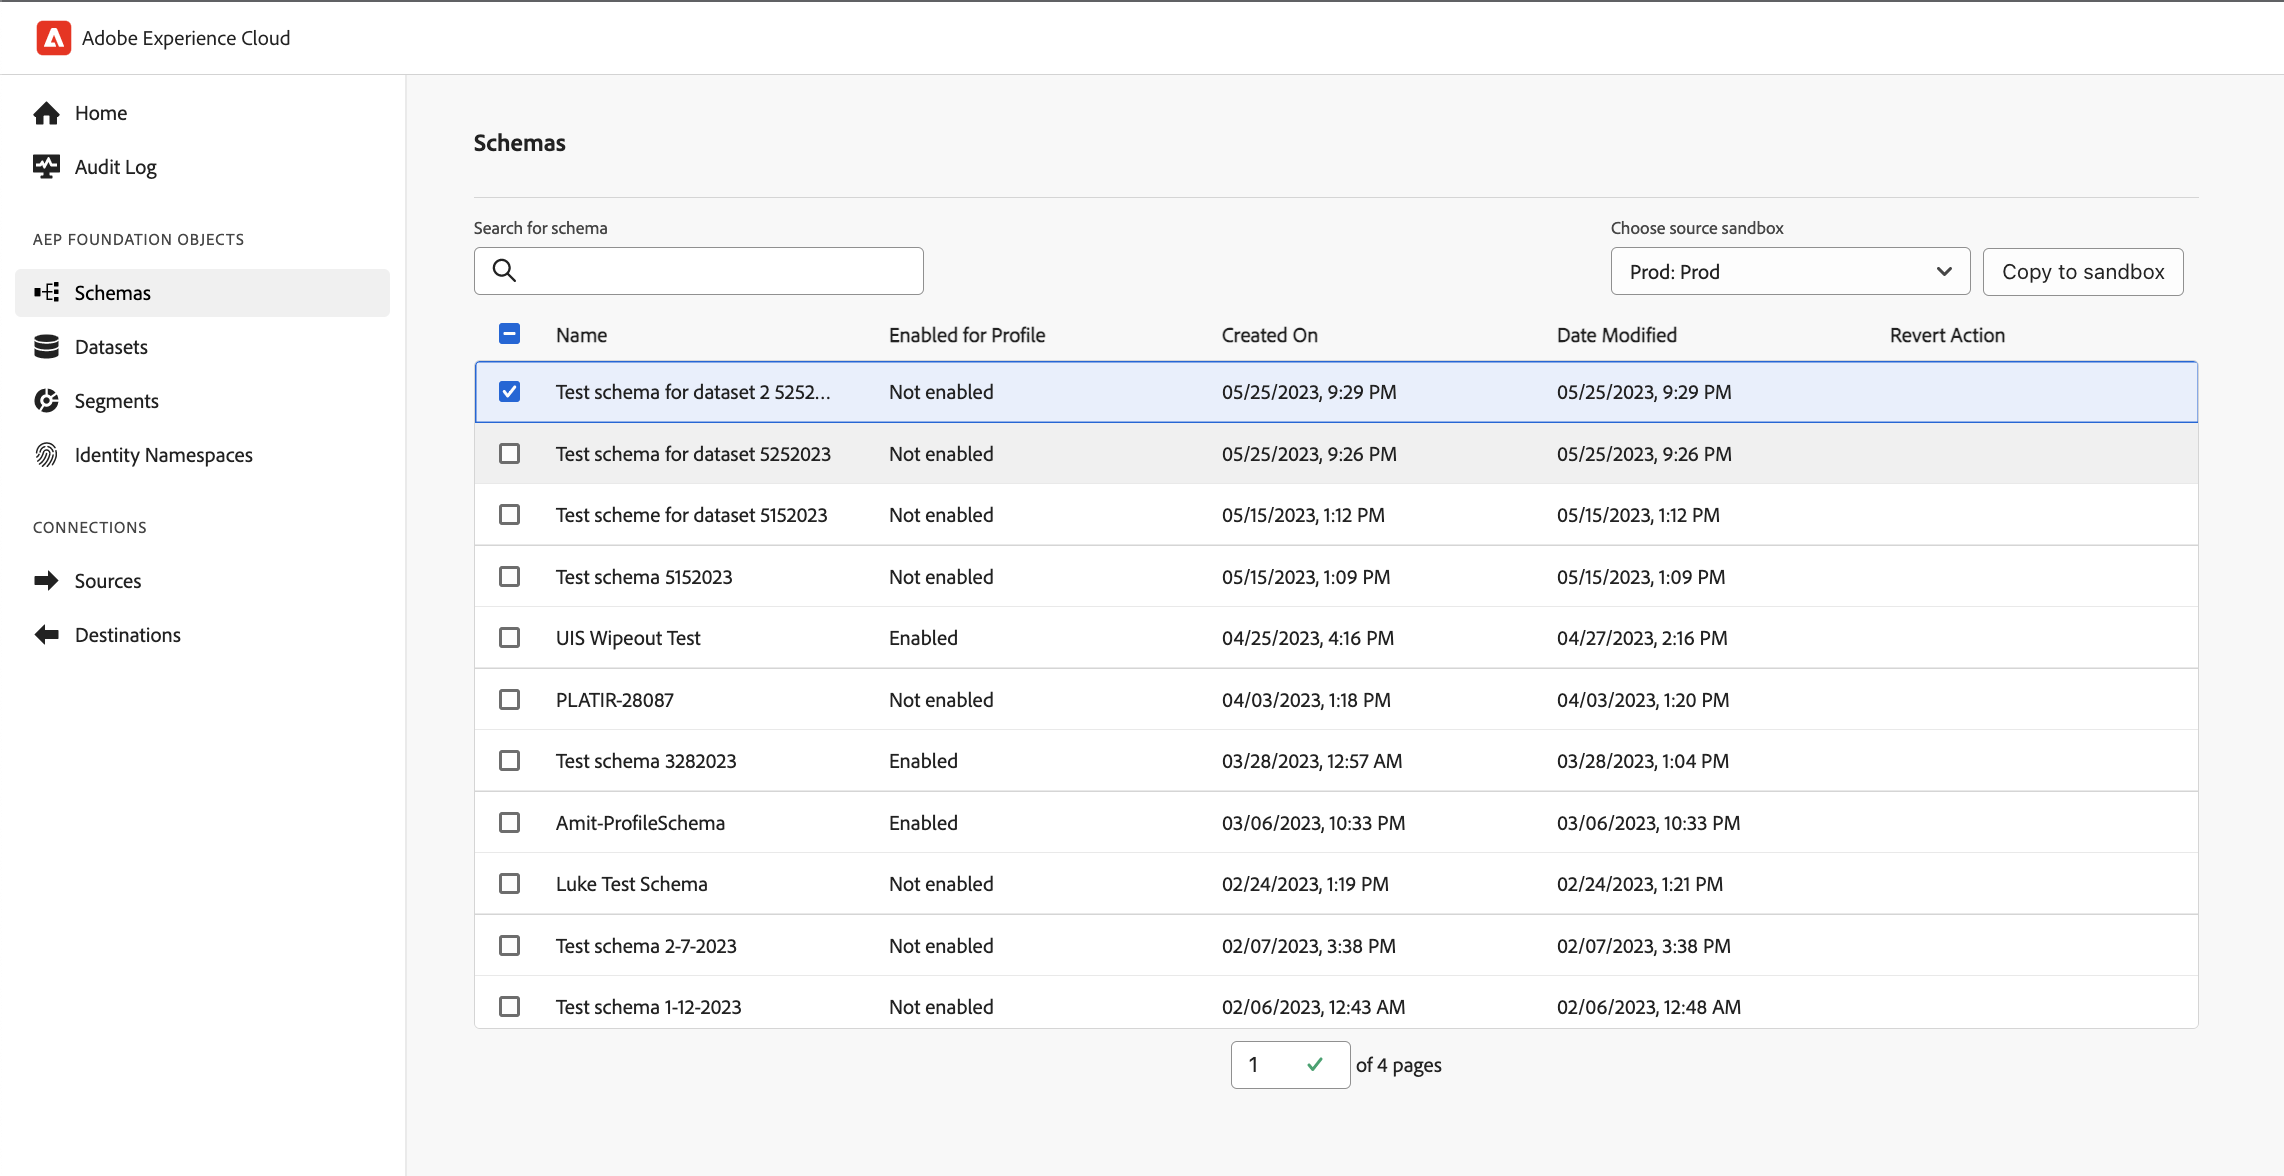 Adobe Experience Cloud
Home
Audit Log
AEP FOUNDATION OBJECTS
Schemas
Datasets
Segments
Identity Namespaces
CONNECTIONS
Sources
Destinations
Schemas
Search for schema
Choose source sandbox
Prod: Prod
Copy to sandbox
Name Enabled for Profile Created On Date Modified Revert Action
Test schema for dataset 2 5252... Not enabled 05/25/2023, 9:29 PM 05/25/2023, 9:29 PM
Test schema for dataset 5252023 Not enabled 05/25/2023, 9:26 PM 05/25/2023, 9:26 PM
Test scheme for dataset 5152023 Not enabled 05/15/2023, 1:12 PM 05/15/2023, 1:12 PM
Test schema 5152023 Not enabled 05/15/2023, 1:09 PM 05/15/2023, 1:09 PM
UIS Wipeout Test Enabled 04/25/2023, 4:16 PM 04/27/2023, 2:16 PM
PLATIR-28087 Not enabled 04/03/2023, 1:18 PM 04/03/2023, 1:20 PM
Test schema 3282023 Enabled 03/28/2023, 12:57 AM 03/28/2023, 1:04 PM
Amit-ProfileSchema Enabled 03/06/2023, 10:33 PM 03/06/2023, 10:33 PM
Luke Test Schema Not enabled 02/24/2023, 1:19 PM 02/24/2023, 1:21 PM
Test schema 2-7-2023 Not enabled 02/07/2023, 3:38 PM 02/07/2023, 3:38 PM
Test schema 1-12-2023 Not enabled 02/06/2023, 12:43 AM 02/06/2023, 12:48 AM
1 of 4 pages